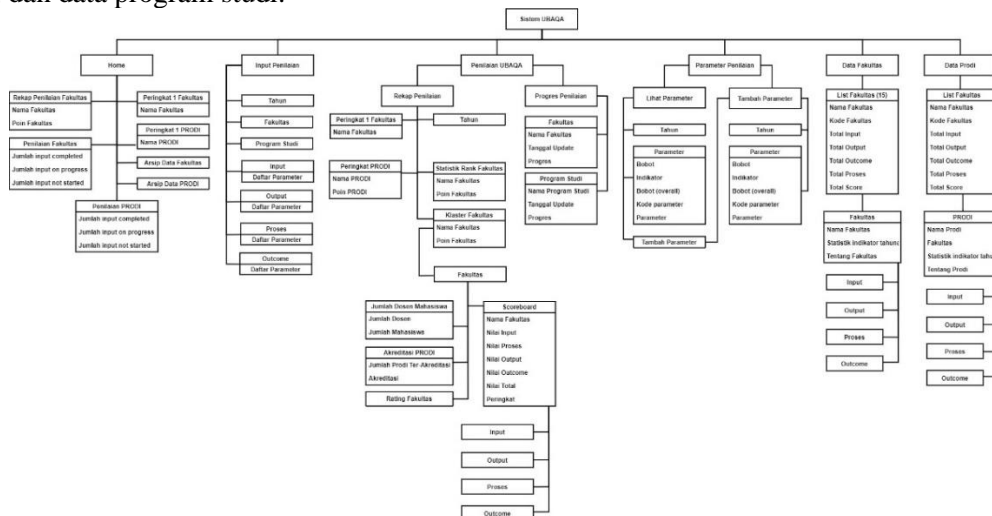 dan data program studi.
Sistem UBAQA
Home
Rekap Penilaian Fakultas
Nama Fakultas
Poin Fakultas
Penilaian Fakultas
Jumlah input completed
Jumlah input on progress
Jumlah input not started
Peringkat 1 Fakultas
Nama Fakultas
Peringkat 1 PRODI
Nama PRODI
Arsip Data Fakultas
Arsip Data PRODI
Penilaian PRODI
Jumlah input completed
Jumlah input on progress
Jumlah input not started
Input Penilaian
Tahun
Fakultas
Program Studi
Input
Daftar Parameter
Output
Daftar Parameter
Proses
Daftar Parameter
Outcome
Daftar Parameter
Penilaian UBAQA
Rekap Penilaian
Peringkat 1 Fakultas
Nama Fakultas
Tahun
Peringkat PRODI
Nama PRODI
Poin PRODI
Statistik Rank Fakultas
Nama Fakultas
Poin Fakultas
Klaster Fakultas
Nama Fakultas
Poin Fakultas
Fakultas
Jumlah Dosen Mahasiswa
Jumlah Dosen
Jumlah Mahasiswa
Akreditasi PRODI
Jumlah Prodi Ter Akreditasi
Akreditasi
Rating Fakultas
Scoreboard
Nama Fakultas
Nilai Input
Nilai Proses
Nilai Output
Nilai Outcome
Nilai Total
Peringkat
Input
Output
Proses
Outcome
Progres Penilaian
Fakultas
Nama Fakultas
Tanggal Update
Progres
Program Studi
Nama Program Studi
Tanggal Update
Progres
Parameter Penilaian
Lihat Parameter
Tahun
Parameter
Bobot
Indikator
Bobot (overall)
Kode parameter
Parameter
Tambah Parameter
Tambah Parameter
Tahun
Parameter
Bobot
Indikator
Bobot (overall)
Kode parameter
Parameter
Data Fakultas
List Fakultas (15)
Nama Fakultas
Kode Fakultas
Total Input
Total Output
Total Outcome
Total Proses
Total Score
Fakultas
Nama Fakultas
Statistik indikator tahun
Tentang Fakultas
Input
Output
Proses
Outcome
Data Prodi
List Fakultas
Nama Fakultas
Kode Fakultas
Total Input
Total Output
Total Outcome
Total Proses
Total Score
PRODI
Nama Prodi
Fakultas
Statistik indikator tahu
Tentang Prodi
Input
Output
Proses
Outcome